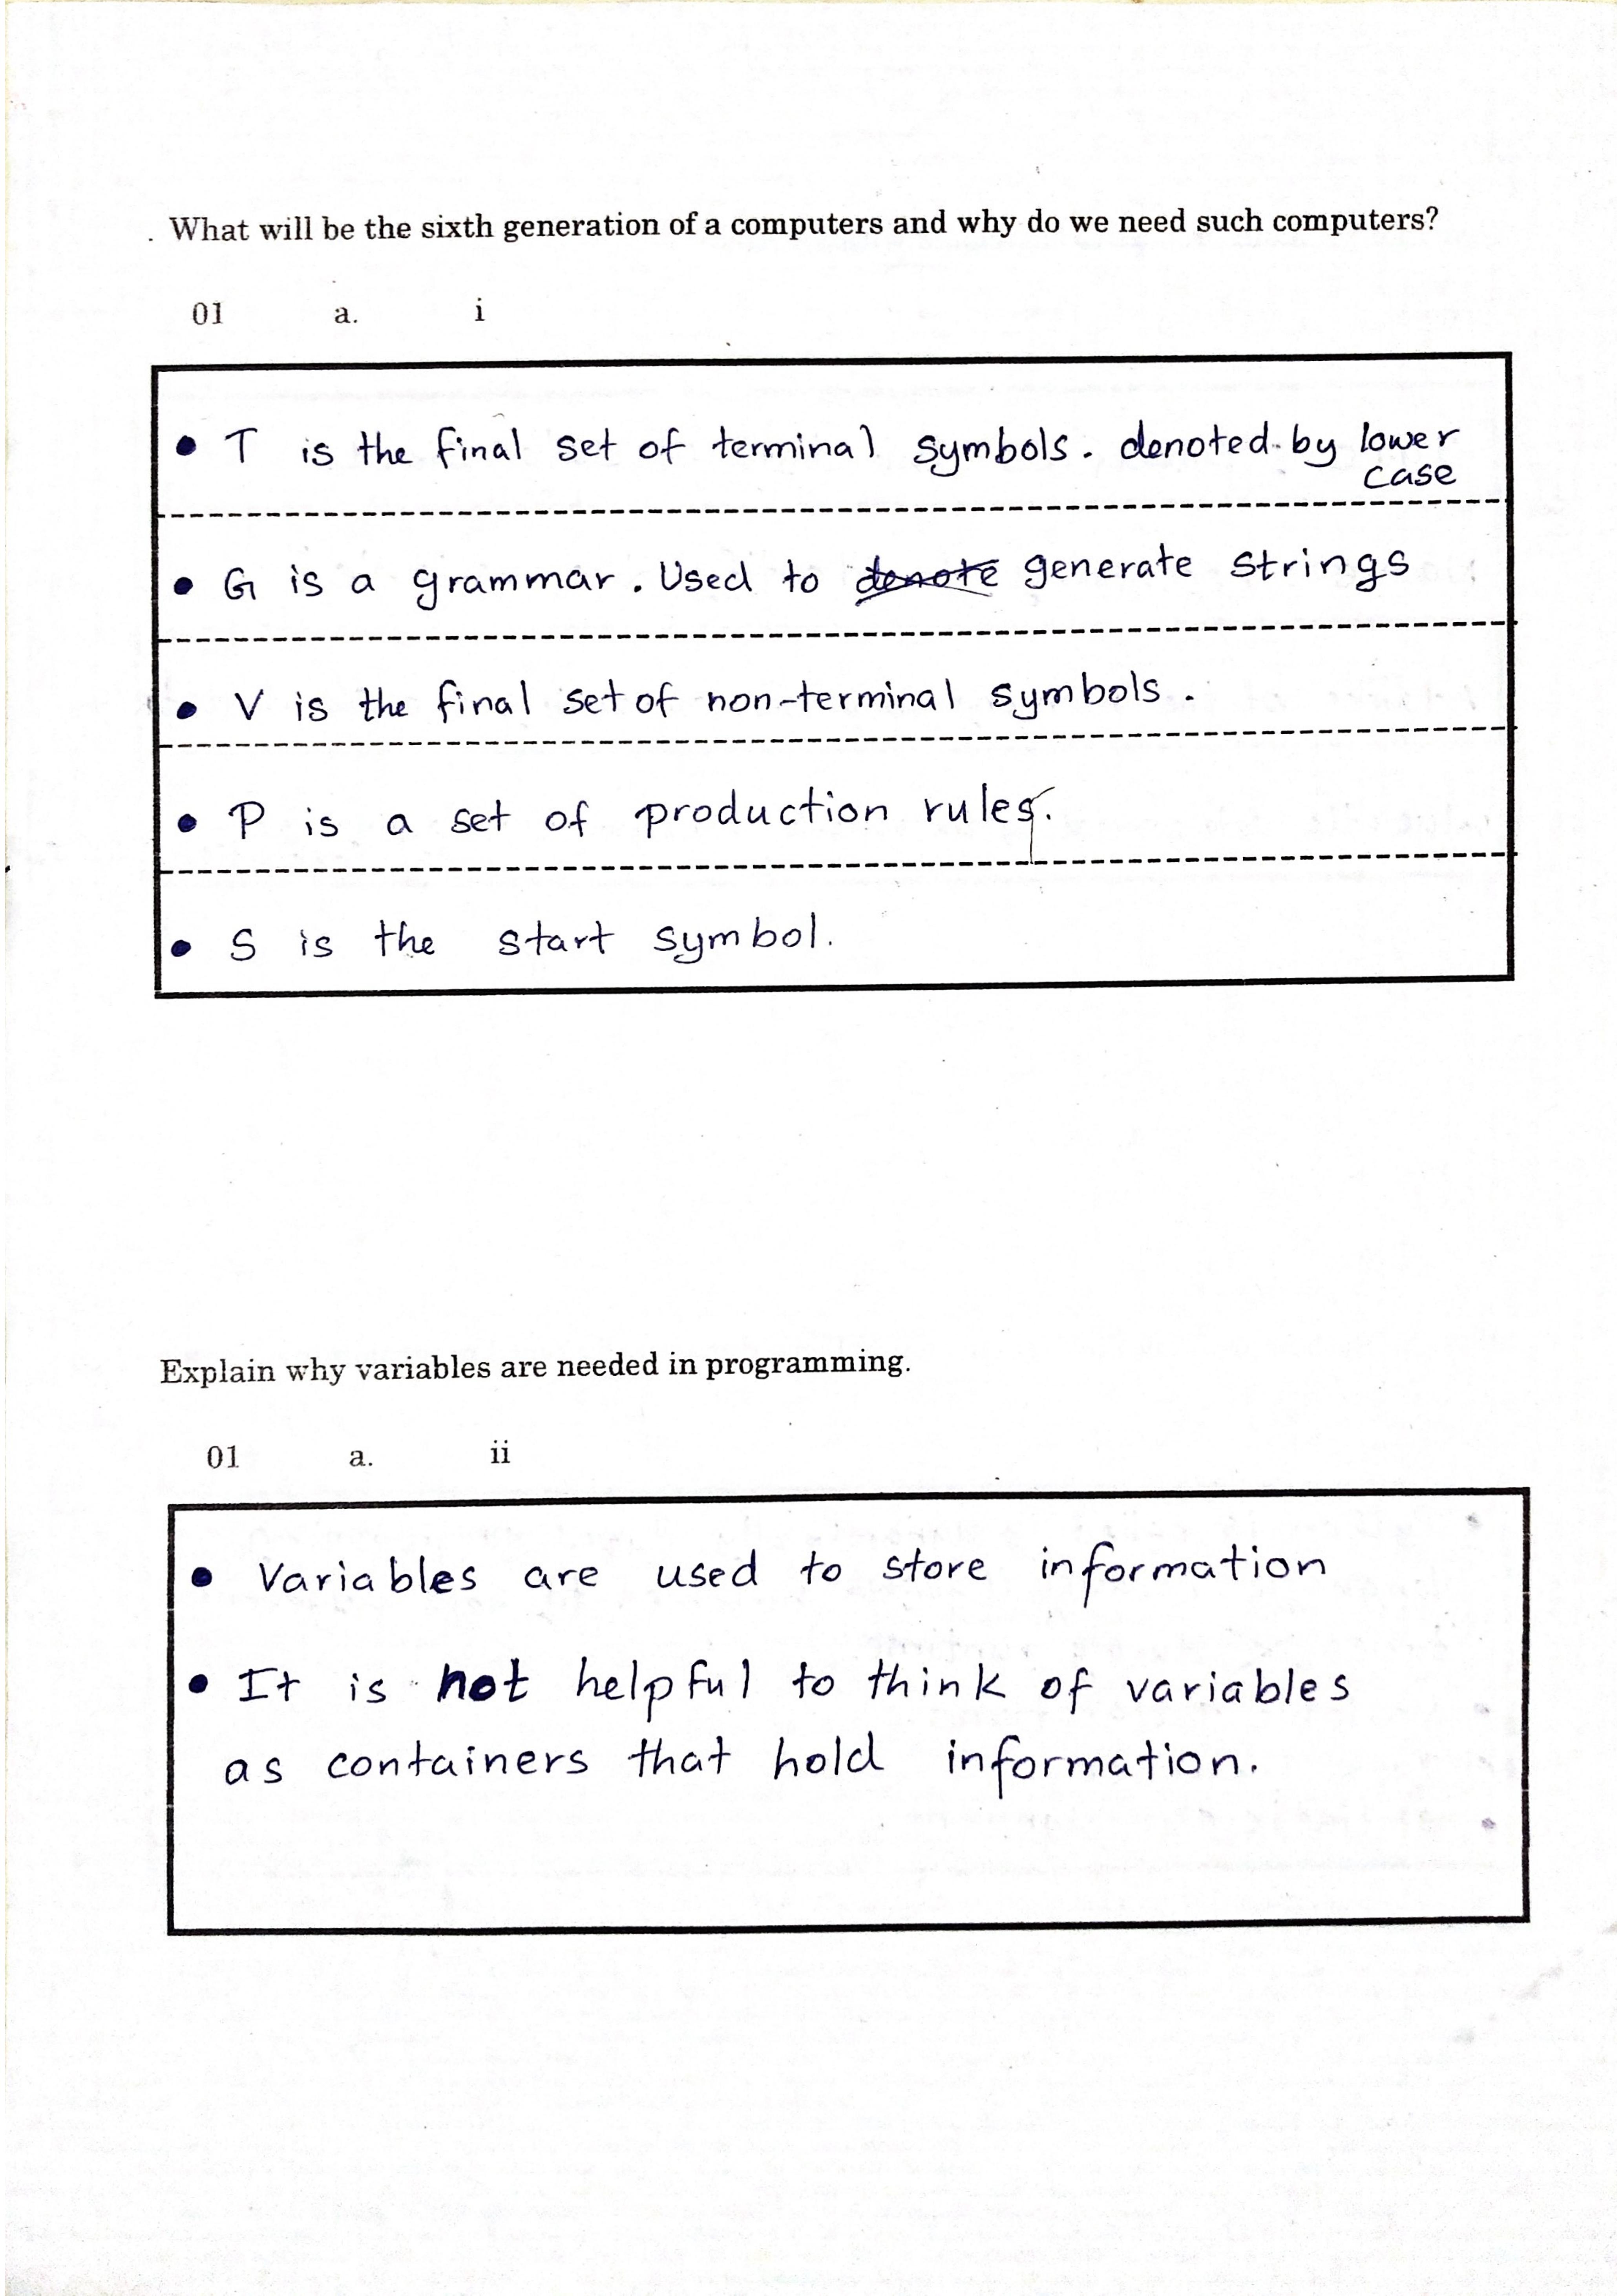 . What will be the sixth generation of a computers and why do we need such computers?
01 a. i
• T is the final set of terminal symbols. denoted by lower
case
• G is a grammar. Used to denote generate strings
• V is the final set of non-terminal symbols.
• P is a set of production rules.
• S is the start symbol.
Explain why variables are needed in programming.
01 a. ii
• Variables are used to store information
• It is not helpful to think of variables
as containers that hold information.